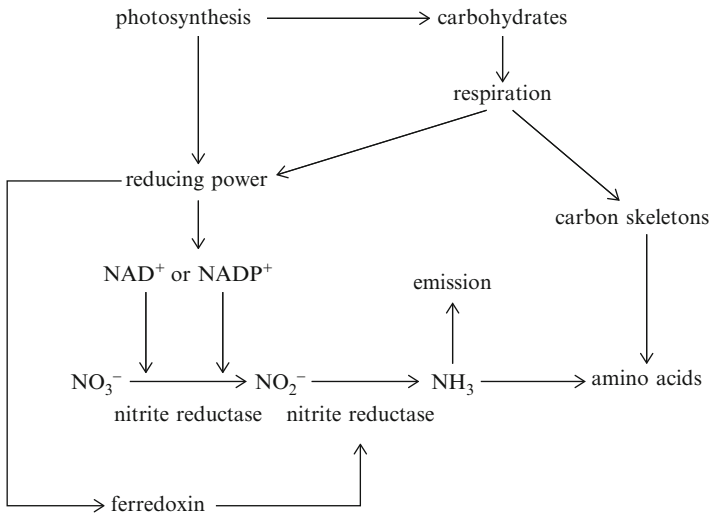 photosynthesis carbohydrates
respiration
reducing power
carbon skeletons
NAD⁺ or NADP⁺
emission
NO₃⁻ NO₂⁻ NH₃ amino acids
nitrite reductase nitrite reductase
ferredoxin